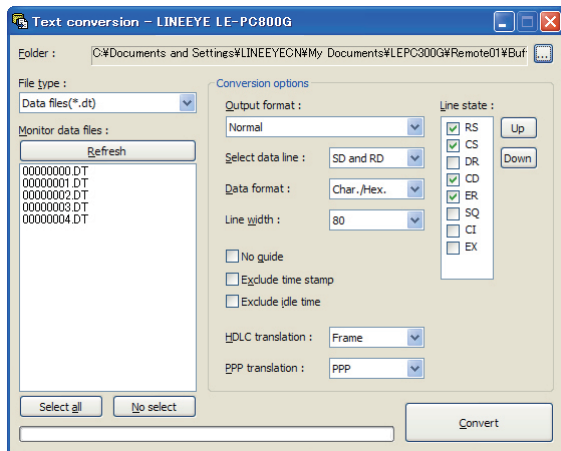 Text conversion - LINEEYE LE-PC800G
Folder :
C:¥Documents and Settings¥LINEEYECN¥My Documents¥LEPC300G¥Remote01¥Buf
...
File type :
Data files(*.dt)
Monitor data files :
Refresh
00000000.DT
00000001.DT
00000002.DT
00000003.DT
00000004.DT
Select all
No select
Conversion options
Output format :
Normal
Select data line :
SD and RD
Data format :
Char./Hex.
Line width :
80
No guide
Exclude time stamp
Exclude idle time
HDLC translation :
Frame
PPP translation :
PPP
Line state :
RS
CS
DR
CD
ER
SQ
CI
EX
Up
Down
Convert